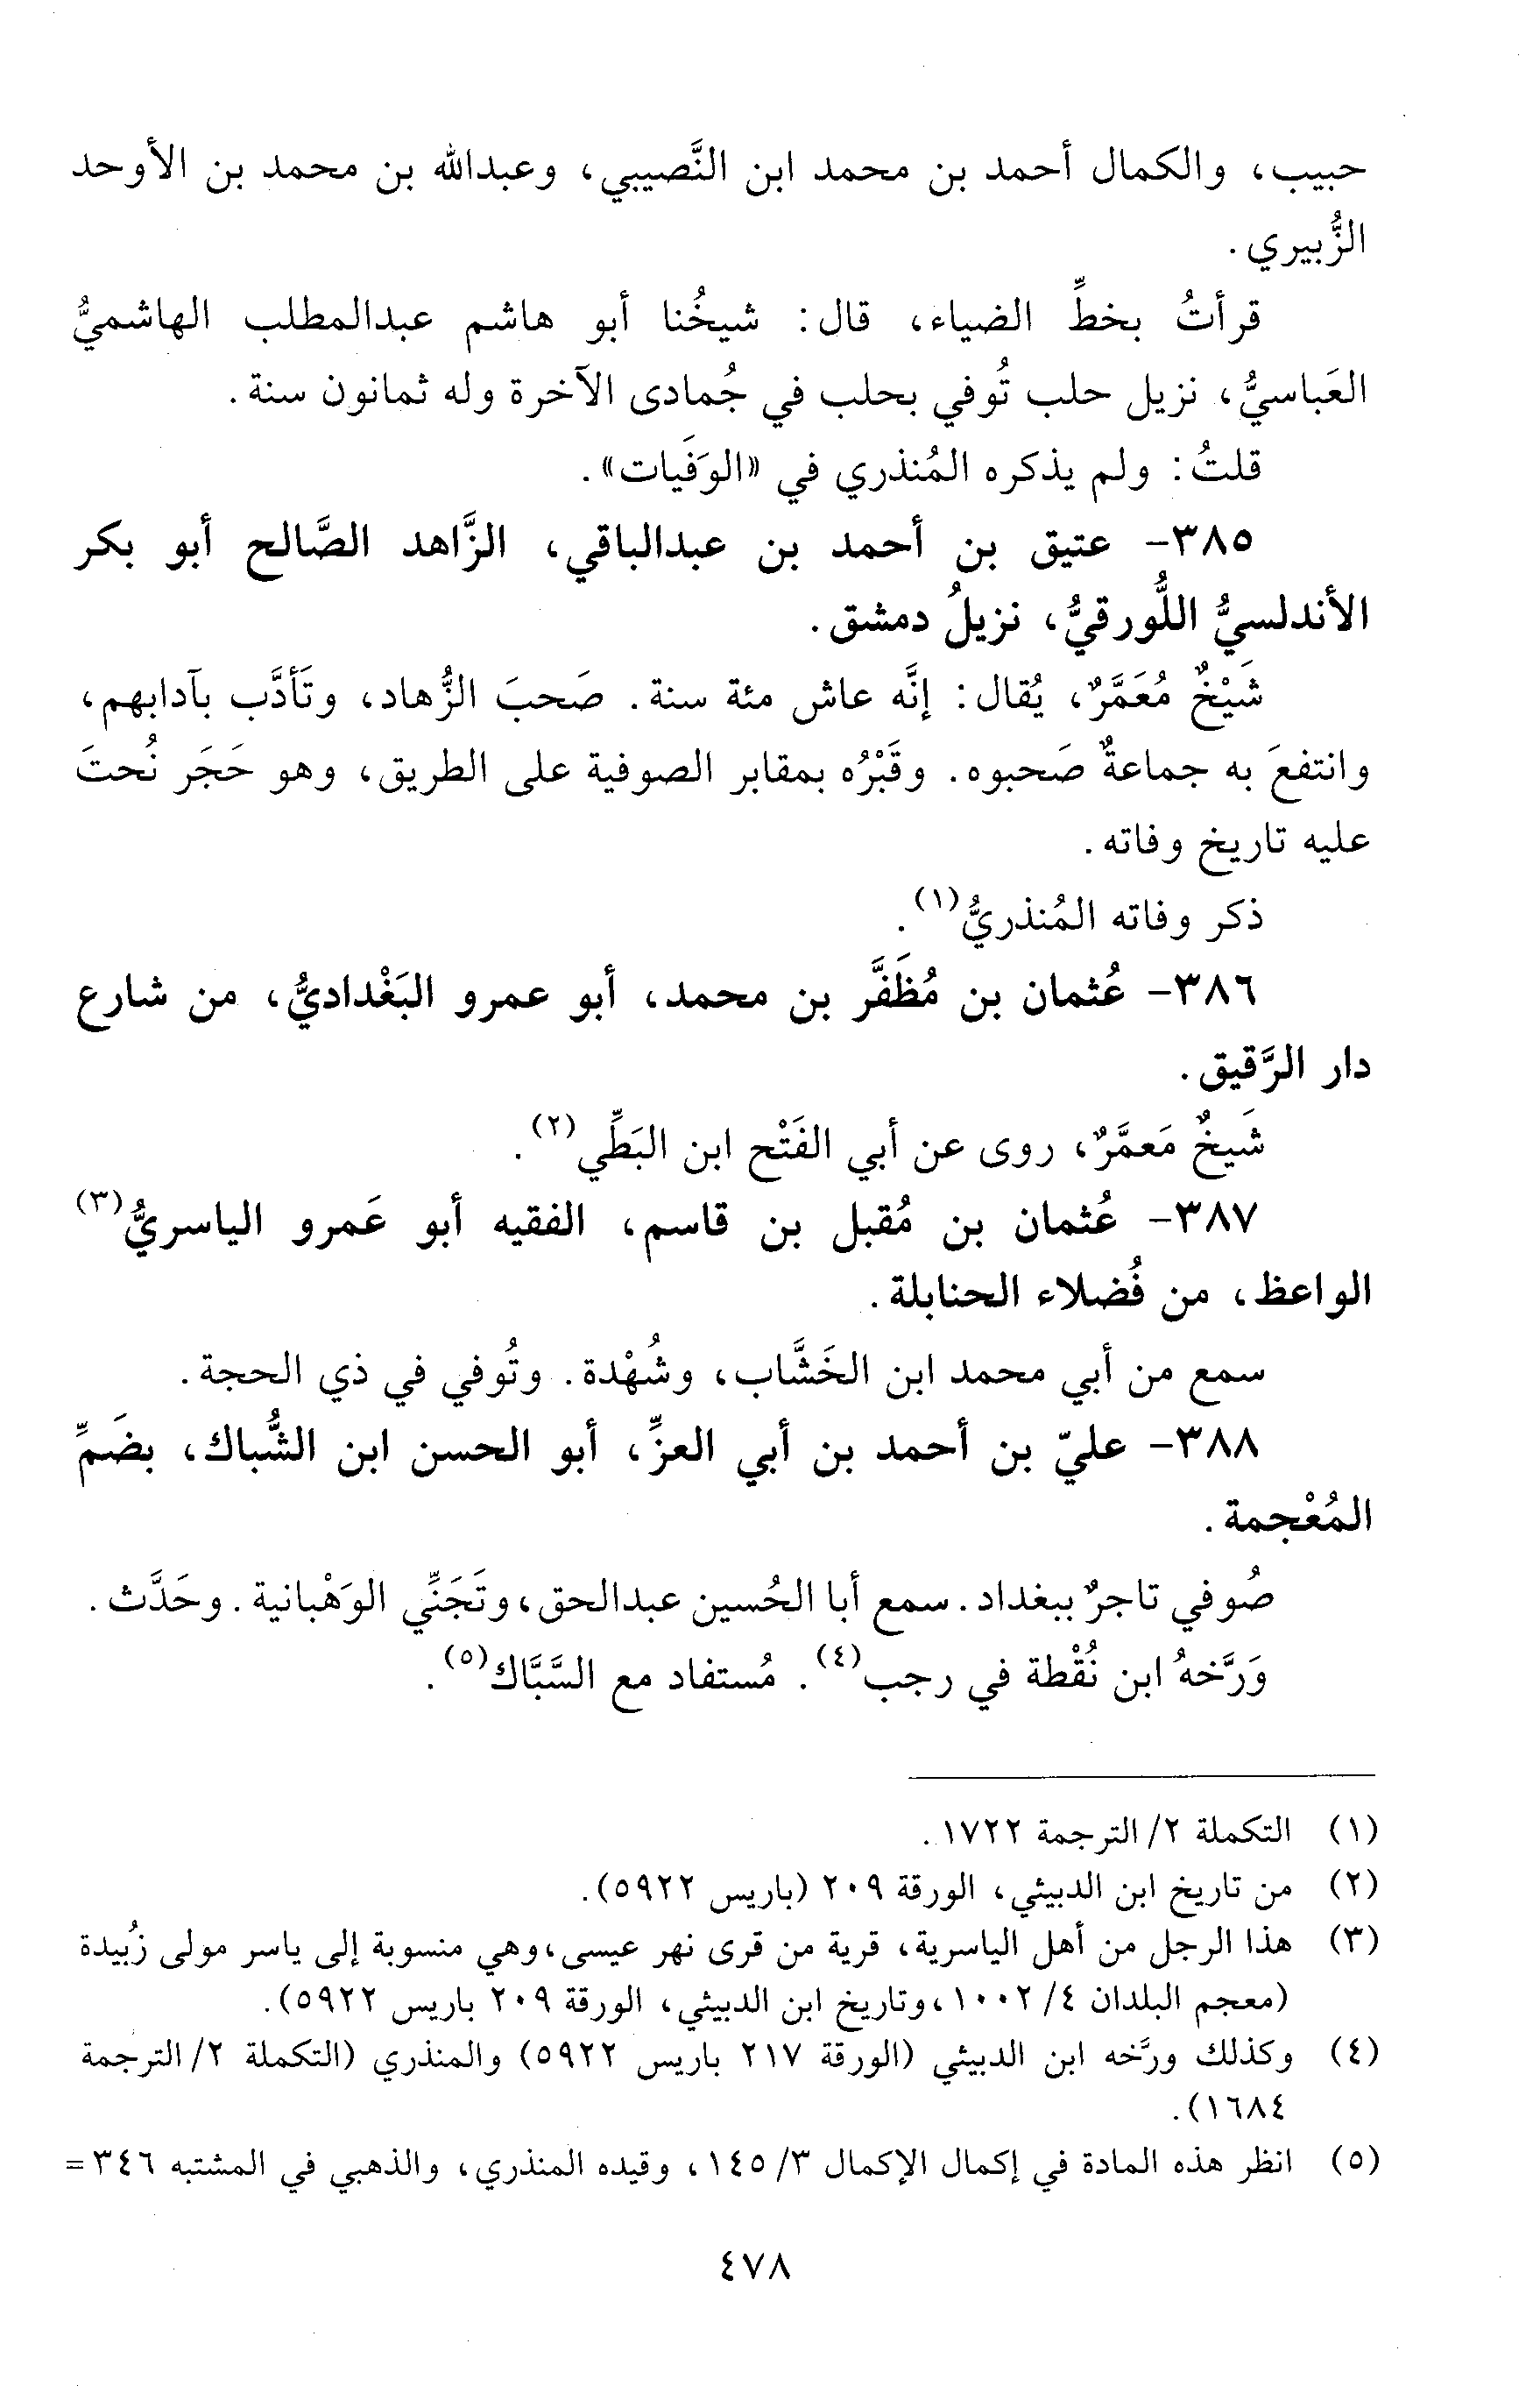 حبيب، والكمال أحمد بن محمد ابن النَّصيبي، وعبدالله بن محمد بن الأوحد
الزُّبيري.
قرأتُ بخطِّ الضياء، قال: شيخُنا أبو هاشم عبدالمطلب الهاشميُّ
العَباسيُّ، نزيل حلب تُوفي بحلب في جُمادى الآخرة وله ثمانون سنة.
قلتُ: ولم يذكره المُنذري في «الوَفَيات».
٣٨٥- عتيق بن أحمد بن عبدالباقي، الزَّاهد الصَّالح أبو بكر
الأندلسيُّ اللُّورقيُّ، نزيلُ دمشق.
شَيْخٌ مُعَمَّرٌ، يُقال: إنَّه عاش مئة سنة. صَحبَ الزُّهاد، وتَأدَّب بآدابهم،
وانتفعَ به جماعةٌ صَحبوه. وقَبْرُه بمقابر الصوفية على الطريق، وهو حَجَر نُحتَ
عليه تاريخ وفاته.
ذكر وفاته المُنذريُّ(١).
٣٨٦- عُثمان بن مُظَفَّر بن محمد، أبو عمرو البَغْداديُّ، من شارع
دار الرَّقيق.
شَيخٌ مَعمَّرٌ، روى عن أبي الفَتْح ابن البَطِّي(٢).
٣٨٧- عُثمان بن مُقبل بن قاسم، الفقيه أبو عَمرو الياسريُّ(٣)
الواعظ، من فُضلاء الحنابلة.
سمع من أبي محمد ابن الخَشَّاب، وشُهْدة. وتُوفي في ذي الحجة.
٣٨٨- عليّ بن أحمد بن أبي العزِّ، أبو الحسن ابن الشُّباك، بضَمِّ
المُعْجمة.
صُوفي تاجرٌ ببغداد. سمع أبا الحُسين عبدالحق، وتَجَنِّي الوَهْبانية. وحَدَّث.
وَرَّخهُ ابن نُقْطة في رجب(٤). مُستفاد مع السَّبَّاك(٥).
(١) التكملة ٢/ الترجمة ١٧٢٢.
(٢) من تاريخ ابن الدبيثي، الورقة ٢٠٩ (باريس ٥٩٢٢).
(٣) هذا الرجل من أهل الياسرية، قرية من قرى نهر عيسى، وهي منسوبة إلى ياسر مولى زُبيدة
(معجم البلدان ٤/ ١٠٠٢، وتاريخ ابن الدبيثي، الورقة ٢٠٩ باريس ٥٩٢٢).
(٤) وكذلك ورَّخه ابن الدبيثي (الورقة ٢١٧ باريس ٥٩٢٢) والمنذري (التكملة ٢/ الترجمة
١٦٨٤).
(٥) انظر هذه المادة في إكمال الإكمال ٣/ ١٤٥، وقيده المنذري، والذهبي في المشتبه ٣٤٦ =
٤٧٨